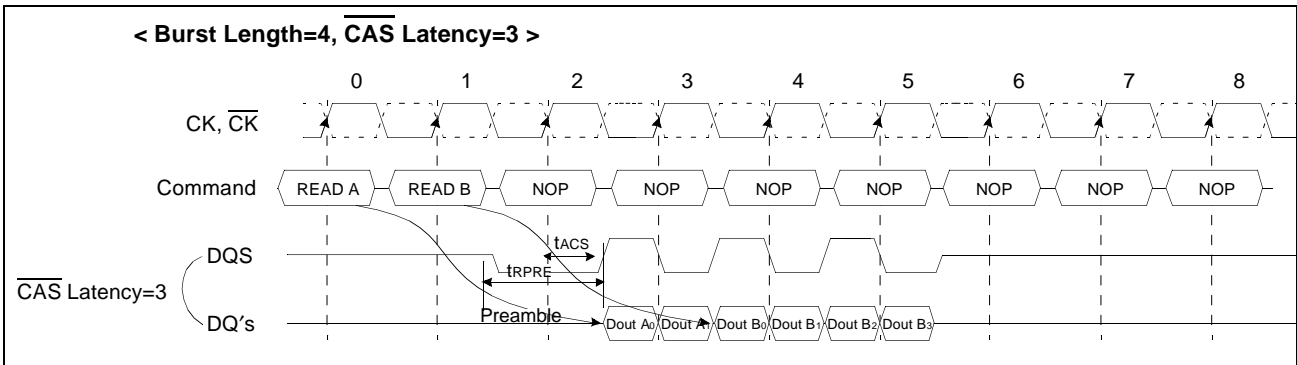 < Burst Length=4, CAS Latency=3 >
0 1 2 3 4 5 6 7 8
CK, CK
Command READ A READ B NOP NOP NOP NOP NOP NOP NOP
DQS tACS
tRPRE
CAS Latency=3
Preamble
DQ's Dout A0 Dout A1 Dout B0 Dout B1 Dout B2 Dout B3